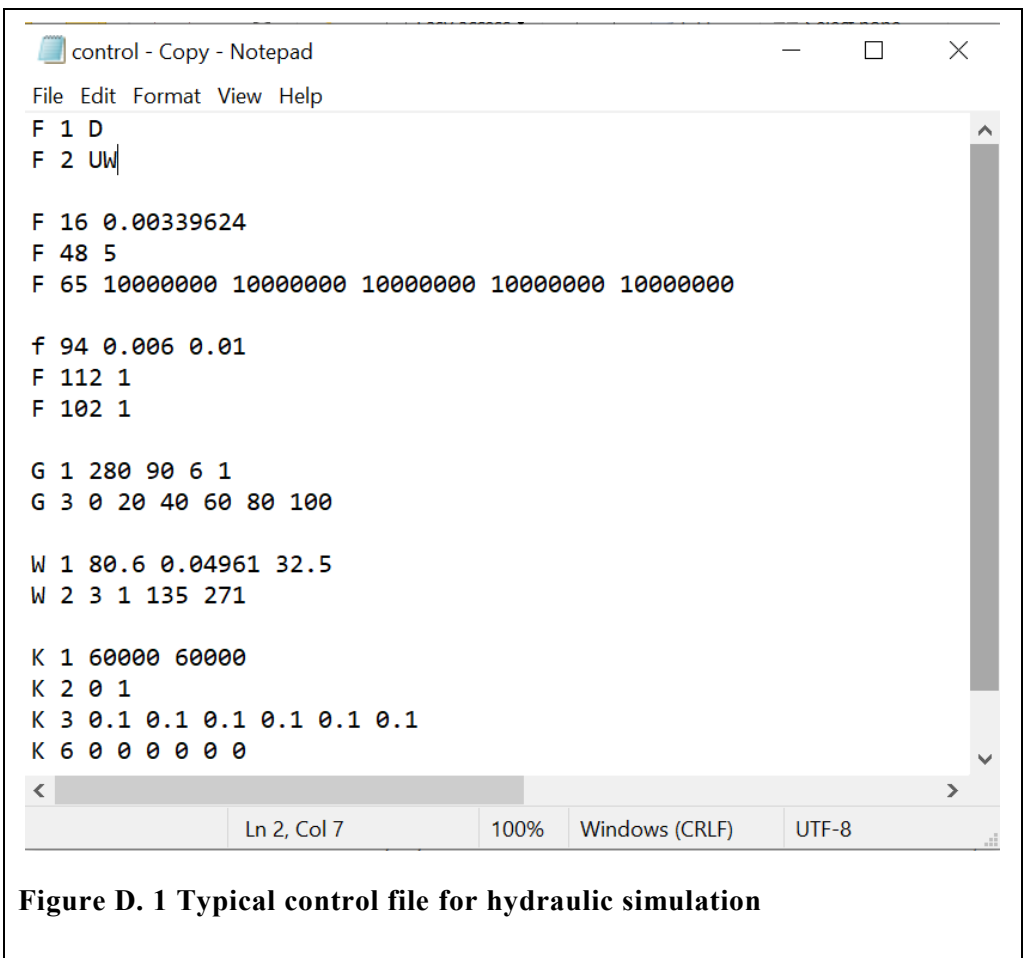 control - Copy - Notepad
File Edit Format View Help
F 1 D
F 2 UW
F 16 0.00339624
F 48 5
F 65 10000000 10000000 10000000 10000000 10000000
f 94 0.006 0.01
F 112 1
F 102 1
G 1 280 90 6 1
G 3 0 20 40 60 80 100
W 1 80.6 0.04961 32.5
W 2 3 1 135 271
K 1 60000 60000
K 2 0 1
K 3 0.1 0.1 0.1 0.1 0.1 0.1
K 6 0 0 0 0 0 0
Ln 2, Col 7 100% Windows (CRLF) UTF-8
Figure D. 1 Typical control file for hydraulic simulation